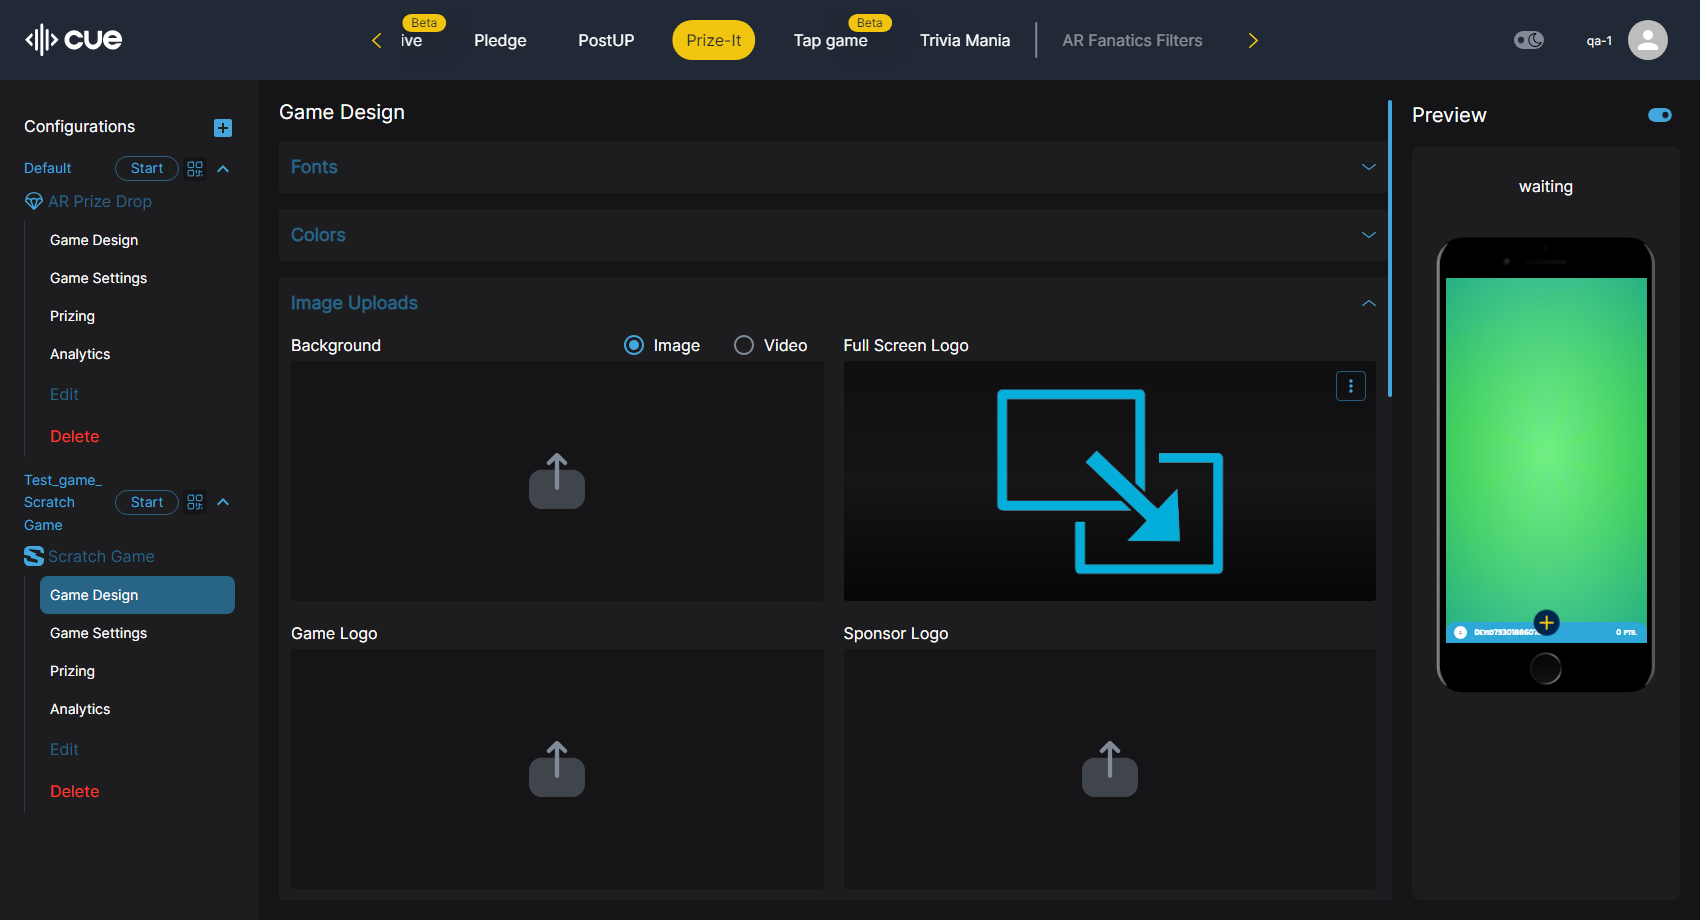 cue
Beta
ive
Pledge
PostUP
Prize-It
Beta
Tap game
Trivia Mania
AR Fanatics Filters
qa-1
Configurations
Default
Start
AR Prize Drop
Game Design
Game Settings
Prizing
Analytics
Edit
Delete
Test_game_
Scratch
Game
Start
Scratch Game
Game Design
Game Settings
Prizing
Analytics
Edit
Delete
Game Design
Fonts
Colors
Image Uploads
Background
Image
Video
Full Screen Logo
Game Logo
Sponsor Logo
Preview
waiting
0 PTS.